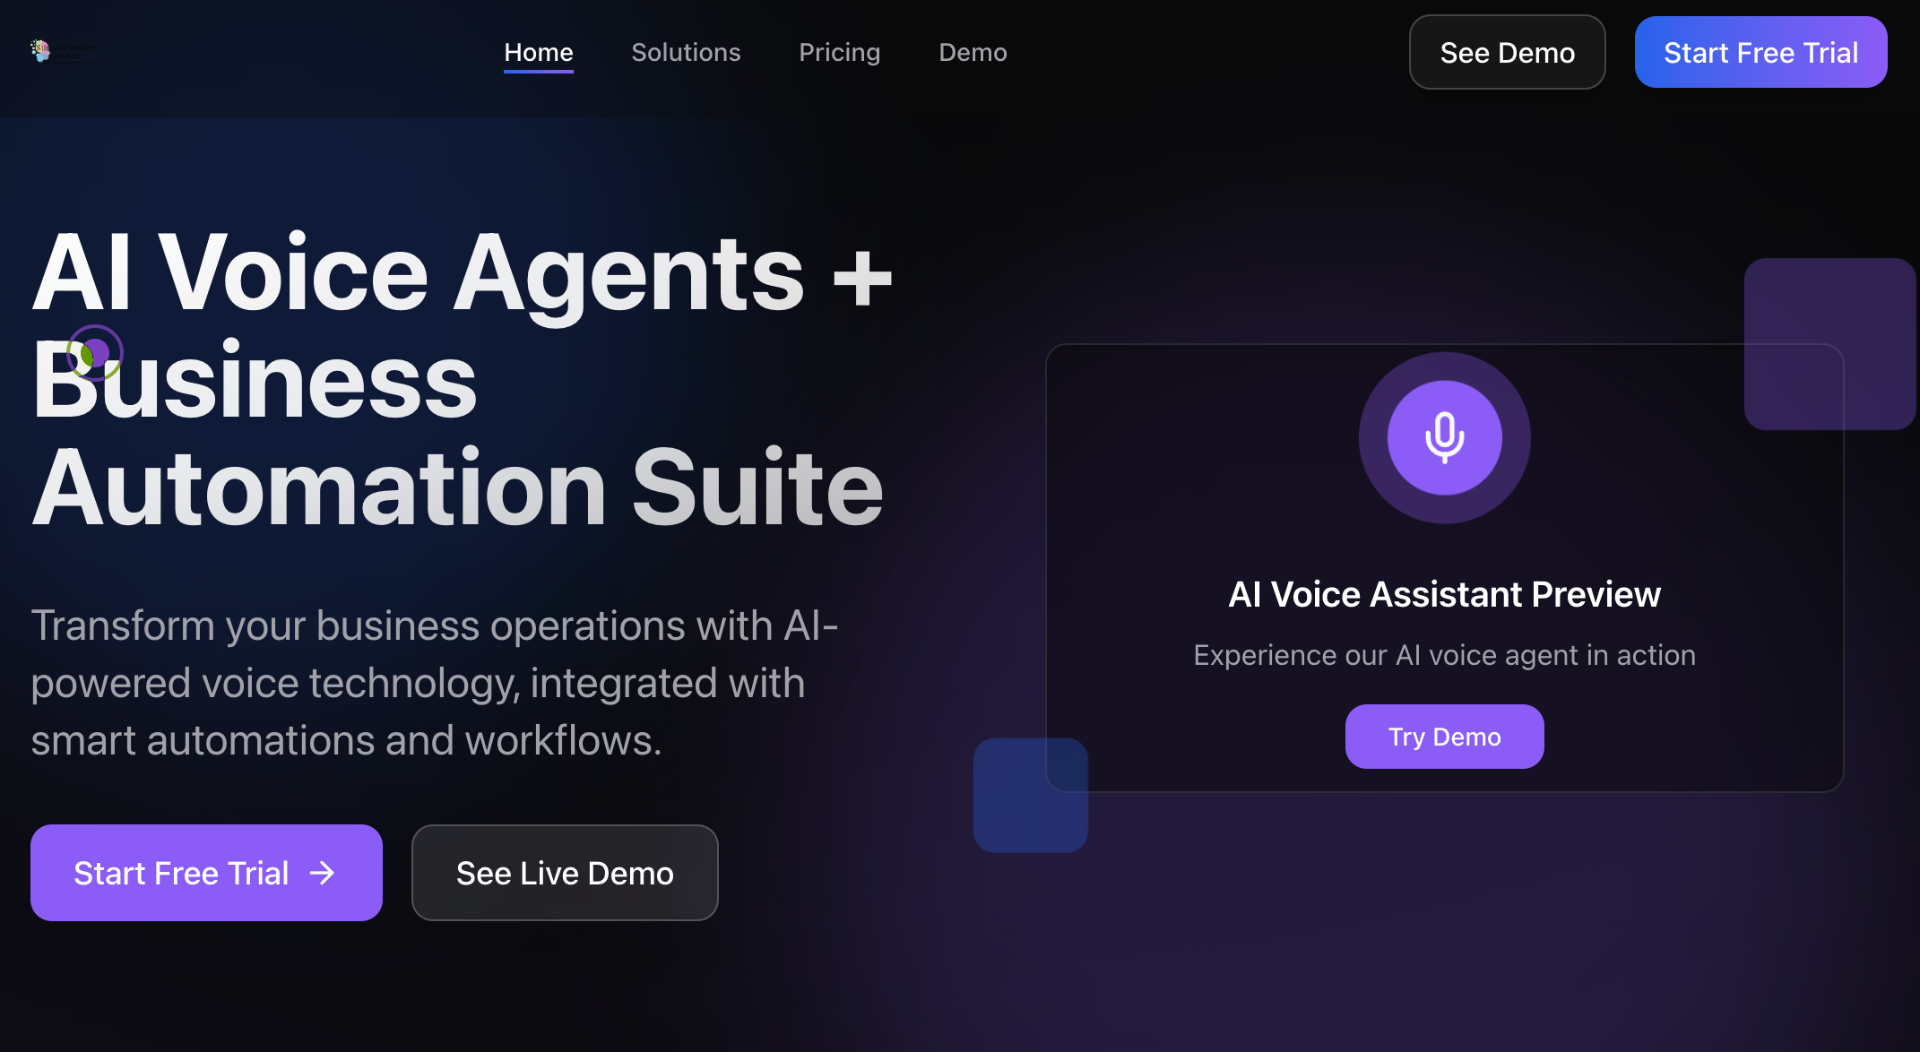 Home
Solutions
Pricing
Demo
See Demo
Start Free Trial
AI Voice Agents +
Business
Automation Suite
Transform your business operations with AI-
powered voice technology, integrated with
smart automations and workflows.
Start Free Trial →
See Live Demo
AI Voice Assistant Preview
Experience our AI voice agent in action
Try Demo